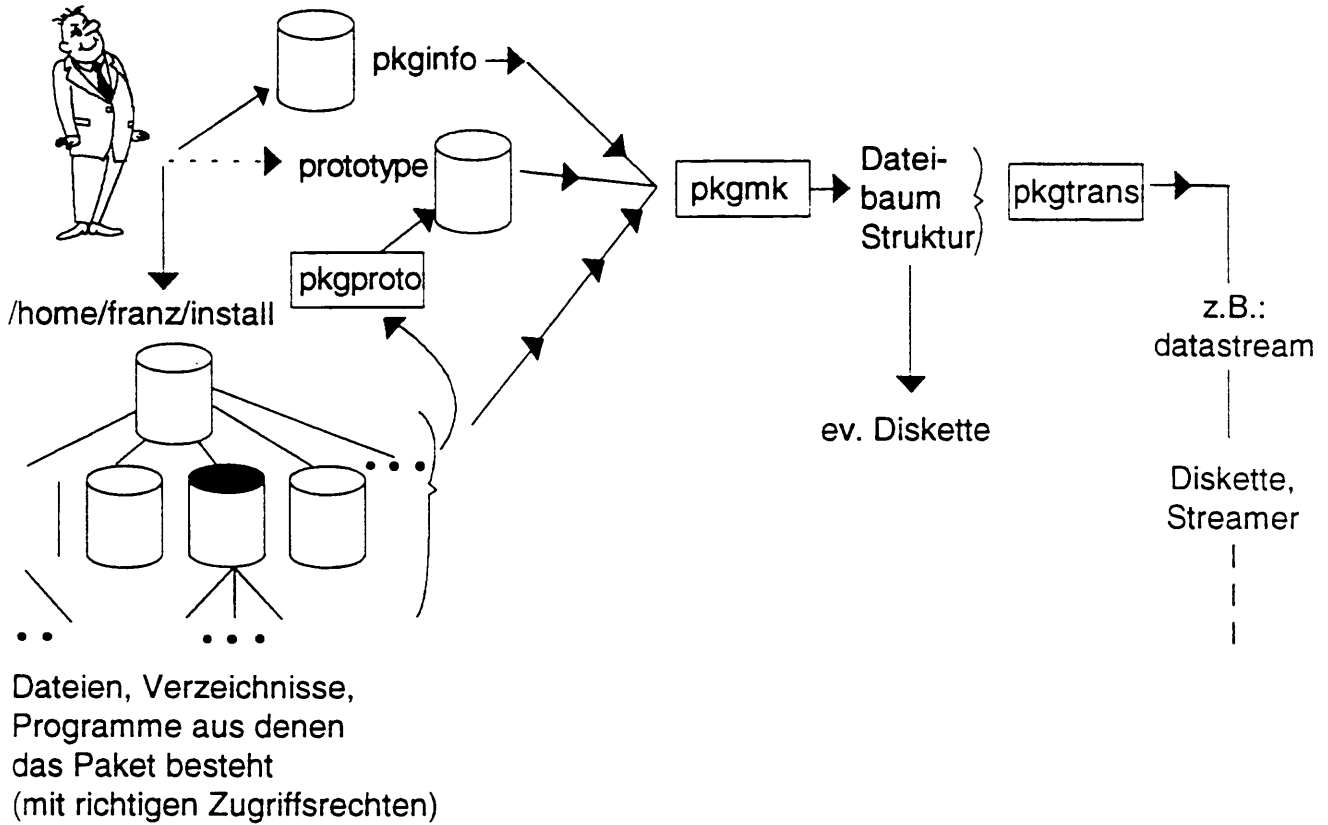 pkginfo
prototype
pkgproto
/home/franz/install
Dateien, Verzeichnisse,
Programme aus denen
das Paket besteht
(mit richtigen Zugriffsrechten)
pkgmk
Datei-
baum
Struktur
ev. Diskette
pkgtrans
z.B.:
datastream
Diskette,
Streamer